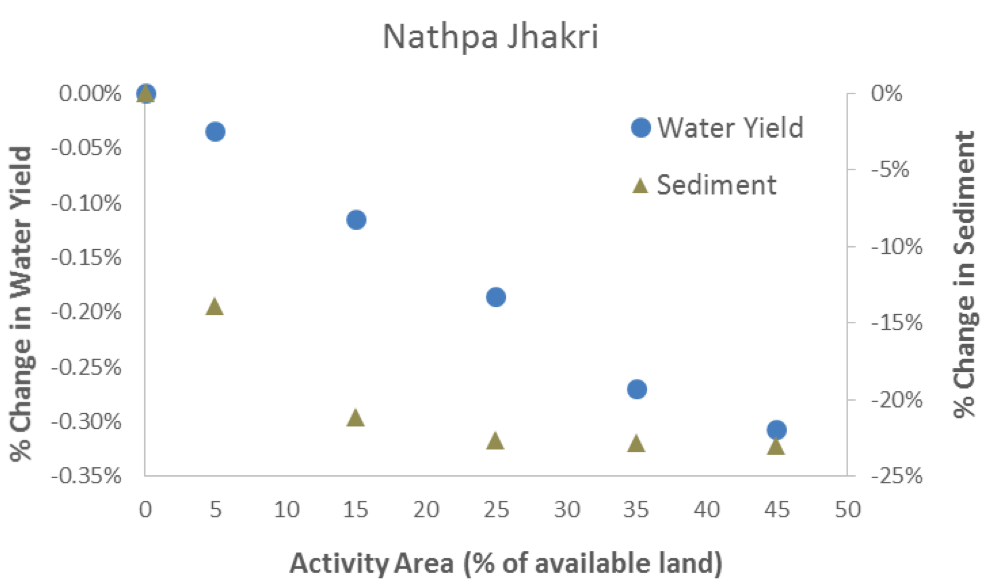 Nathpa Jhakri
% Change in Water Yield
0.00%
-0.05%
-0.10%
-0.15%
-0.20%
-0.25%
-0.30%
-0.35%
Water Yield
Sediment
0%
-5%
-10%
-15%
-20%
-25%
% Change in Sediment
0 5 10 15 20 25 30 35 40 45 50
Activity Area (% of available land)